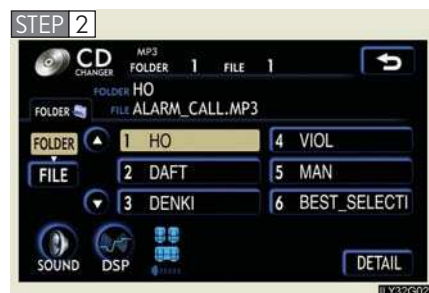 STEP 2
CD CHANGER MP3 FOLDER 1 FILE 1
FOLDER HO
FOLDER FILE ALARM_CALL.MP3
FOLDER 1 HO 4 VIOL
FILE 2 DAFT 5 MAN
3 DENKI 6 BEST_SELECTI
SOUND DSP DETAIL
ILY32G02